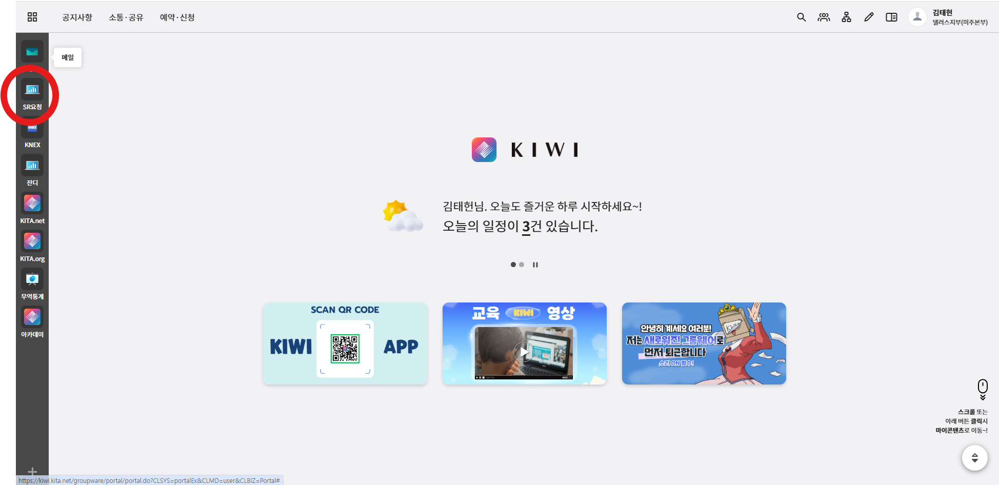 공지사항
소통·공유
예약·신청
김태헌
댈러스지부(미주본부)
메일
SR요청
KNEX
KNEX
잔디
KITA.net
KITA.org
무역통계
아카데미
KIWI
김태헌님. 오늘도 즐거운 하루 시작하세요~!
오늘의 일정이 3건 있습니다.
SCAN QR CODE
KIWI
APP
교육 KIWI 영상
안녕히 계세요 여러분!
저는 새로워진 그룹웨어로
먼저 퇴근합니다
소리 ON 필수!
스크롤 또는
아래 버튼 클릭시
마이콘텐츠로 이동~!
https://kiwi.kita.net/groupware/portal/portal.do?CLSYS=portalEx&CLMD=user&CLBIZ=Portal#